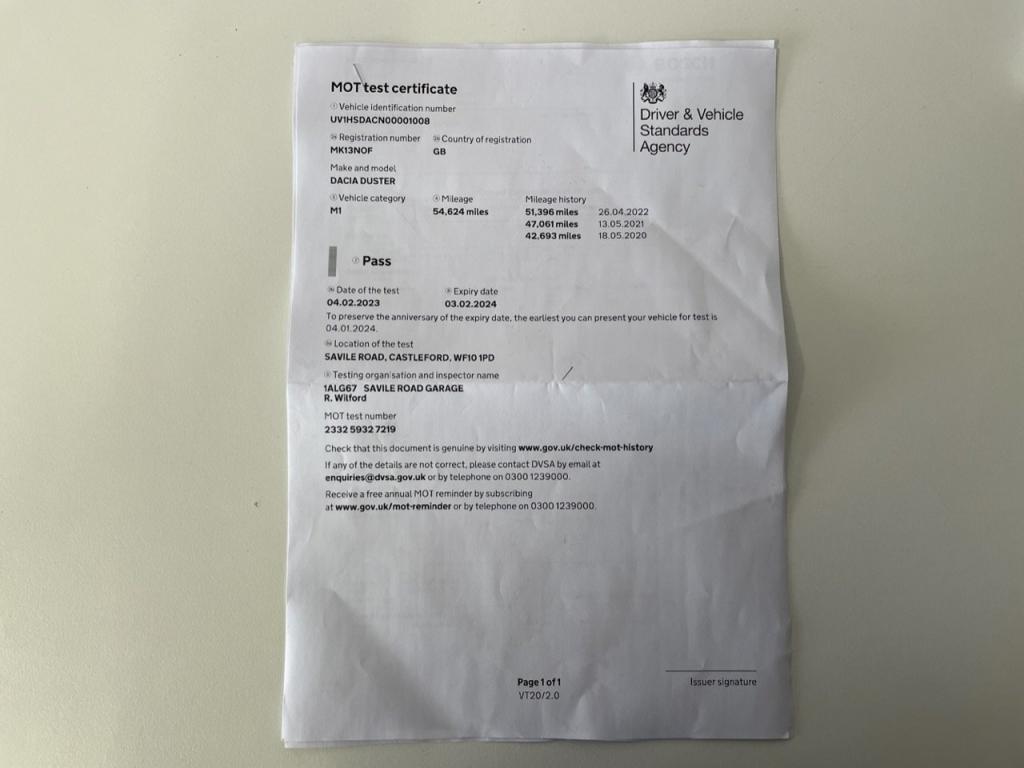 MOT test certificate
Vehicle identification number
UV1HSDACN00001008
Registration number Country of registration
MK13NOF GB
Make and model
DACIA DUSTER
Vehicle category Mileage Mileage history
M1 54,624 miles 51,396 miles 26.04.2022
47,061 miles 13.05.2021
42,693 miles 18.05.2020
Pass
Date of the test Expiry date
04.02.2023 03.02.2024
To preserve the anniversary of the expiry date, the earliest you can present your vehicle for test is
04.01.2024.
Location of the test
SAVILE ROAD, CASTLEFORD, WF10 1PD
Testing organisation and inspector name
1ALG67 SAVILE ROAD GARAGE
R. Wilford
MOT test number
2332 5932 7219
Check that this document is genuine by visiting www.gov.uk/check-mot-history
If any of the details are not correct, please contact DVSA by email at
enquiries@dvsa.gov.uk or by telephone on 0300 1239000.
Receive a free annual MOT reminder by subscribing
at www.gov.uk/mot-reminder or by telephone on 0300 1239000.
Driver & Vehicle
Standards
Agency
Issuer signature
Page 1 of 1
VT20/2.0